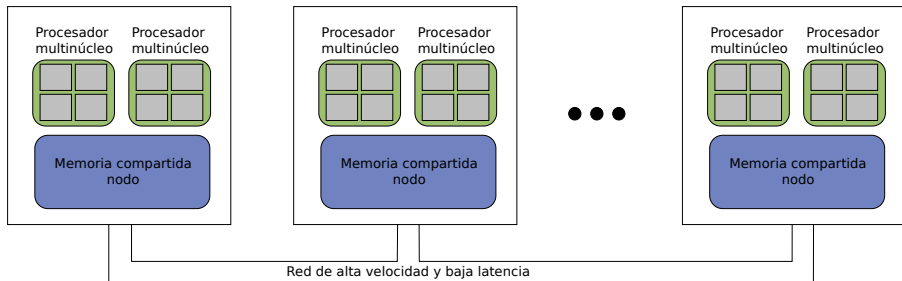 Procesador
multinúcleo
Procesador
multinúcleo
Memoria compartida
nodo
Procesador
multinúcleo
Procesador
multinúcleo
Memoria compartida
nodo
Procesador
multinúcleo
Procesador
multinúcleo
Memoria compartida
nodo
Red de alta velocidad y baja latencia